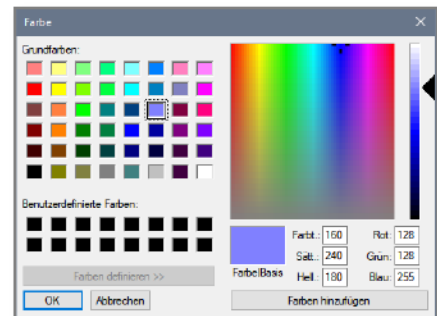 Farbe
Grundfarben:
Benutzerdefinierte Farben:
Farben definieren >>
OK Abbrechen
Farbe|Basis
Farbt.: 160 Rot: 128
Sätt.: 240 Grün: 128
Hell.: 180 Blau: 255
Farben hinzufügen